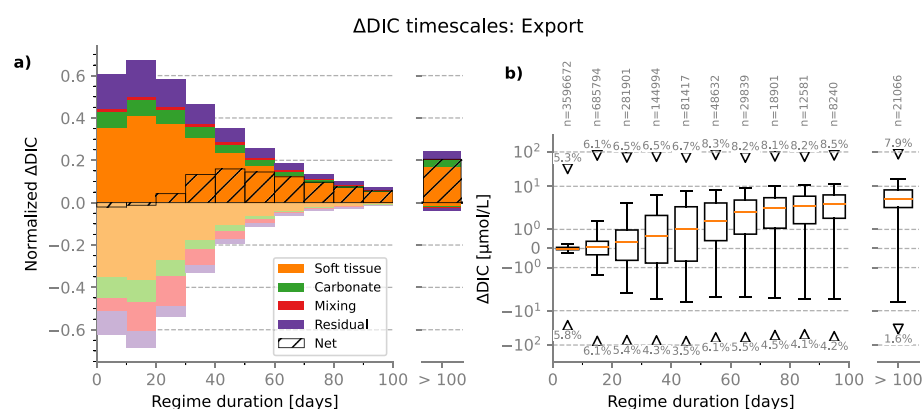 ΔDIC timescales: Export
a)
Normalized ΔDIC
0.6
0.4
0.2
0.0
−0.2
−0.4
−0.6
Soft tissue
Carbonate
Mixing
Residual
Net
0 20 40 60 80 100 > 100
Regime duration [days]
b)
n=3596672
n=685794
n=281901
n=144994
n=81417
n=48632
n=29839
n=18901
n=12581
n=8240
n=21066
ΔDIC [μmol/L]
10²
10¹
10⁰
0
−10⁰
−10¹
−10²
5.3% 6.1% 6.5% 6.5% 6.7% 8.3% 8.2% 8.1% 8.2% 8.5% 7.9%
5.8% 6.1% 5.4% 4.3% 3.5% 6.1% 5.5% 4.5% 4.1% 4.2% 1.6%
0 20 40 60 80 100 > 100
Regime duration [days]